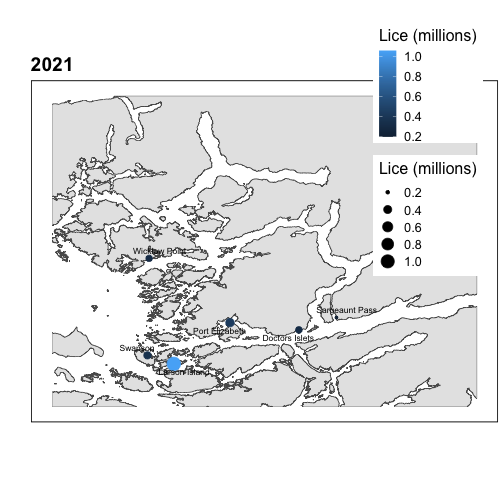 2021
Lice (millions)
1.0
0.8
0.6
0.4
0.2
Lice (millions)
0.2
0.4
0.6
0.8
1.0
Wicklow Point
Sargeaunt Pass
Port Elizabeth
Doctors Islets
Swanson
Larson Island